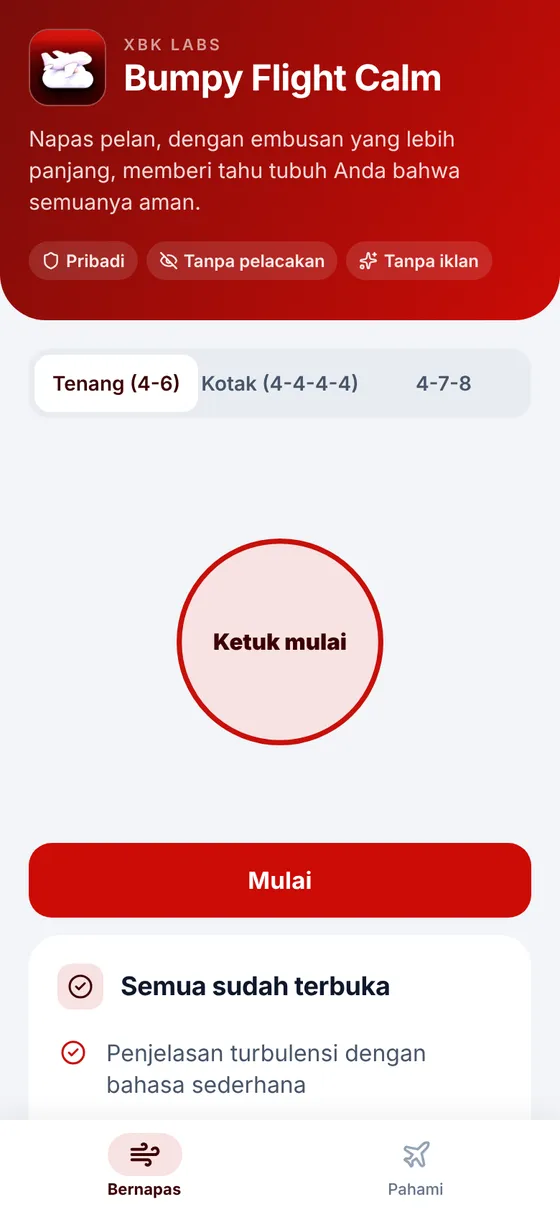 XBK LABS
Bumpy Flight Calm
Napas pelan, dengan embusan yang lebih
panjang, memberi tahu tubuh Anda bahwa
semuanya aman.
Pribadi
Tanpa pelacakan
Tanpa iklan
Tenang (4-6)
Kotak (4-4-4-4)
4-7-8
Ketuk mulai
Mulai
Semua sudah terbuka
Penjelasan turbulensi dengan
bahasa sederhana
Bernapas
Pahami